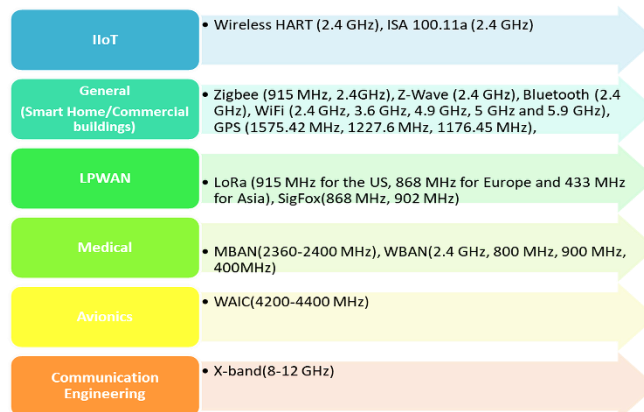 IIoT
• Wireless HART (2.4 GHz), ISA 100.11a (2.4 GHz)
General
(Smart Home/Commercial
buildings)
• Zigbee (915 MHz, 2.4GHz), Z-Wave (2.4 GHz), Bluetooth (2.4
GHz), WiFi (2.4 GHz, 3.6 GHz, 4.9 GHz, 5 GHz and 5.9 GHz),
GPS (1575.42 MHz, 1227.6 MHz, 1176.45 MHz),
LPWAN
• LoRa (915 MHz for the US, 868 MHz for Europe and 433 MHz
for Asia), SigFox(868 MHz, 902 MHz)
Medical
• MBAN(2360-2400 MHz), WBAN(2.4 GHz, 800 MHz, 900 MHz,
400MHz)
Avionics
• WAIC(4200-4400 MHz)
Communication
Engineering
• X-band(8-12 GHz)